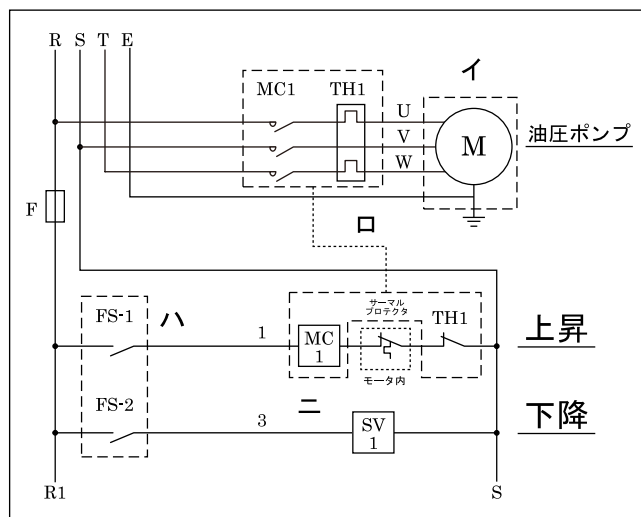 R S T E
イ
MC1 TH1
U
V
W
M
油圧ポンプ
F
ロ
FS-1
ハ
1
MC
1
サーマル
プロテクタ
モータ内
TH1
上昇
FS-2
ニ
3
SV
1
下降
R1
S